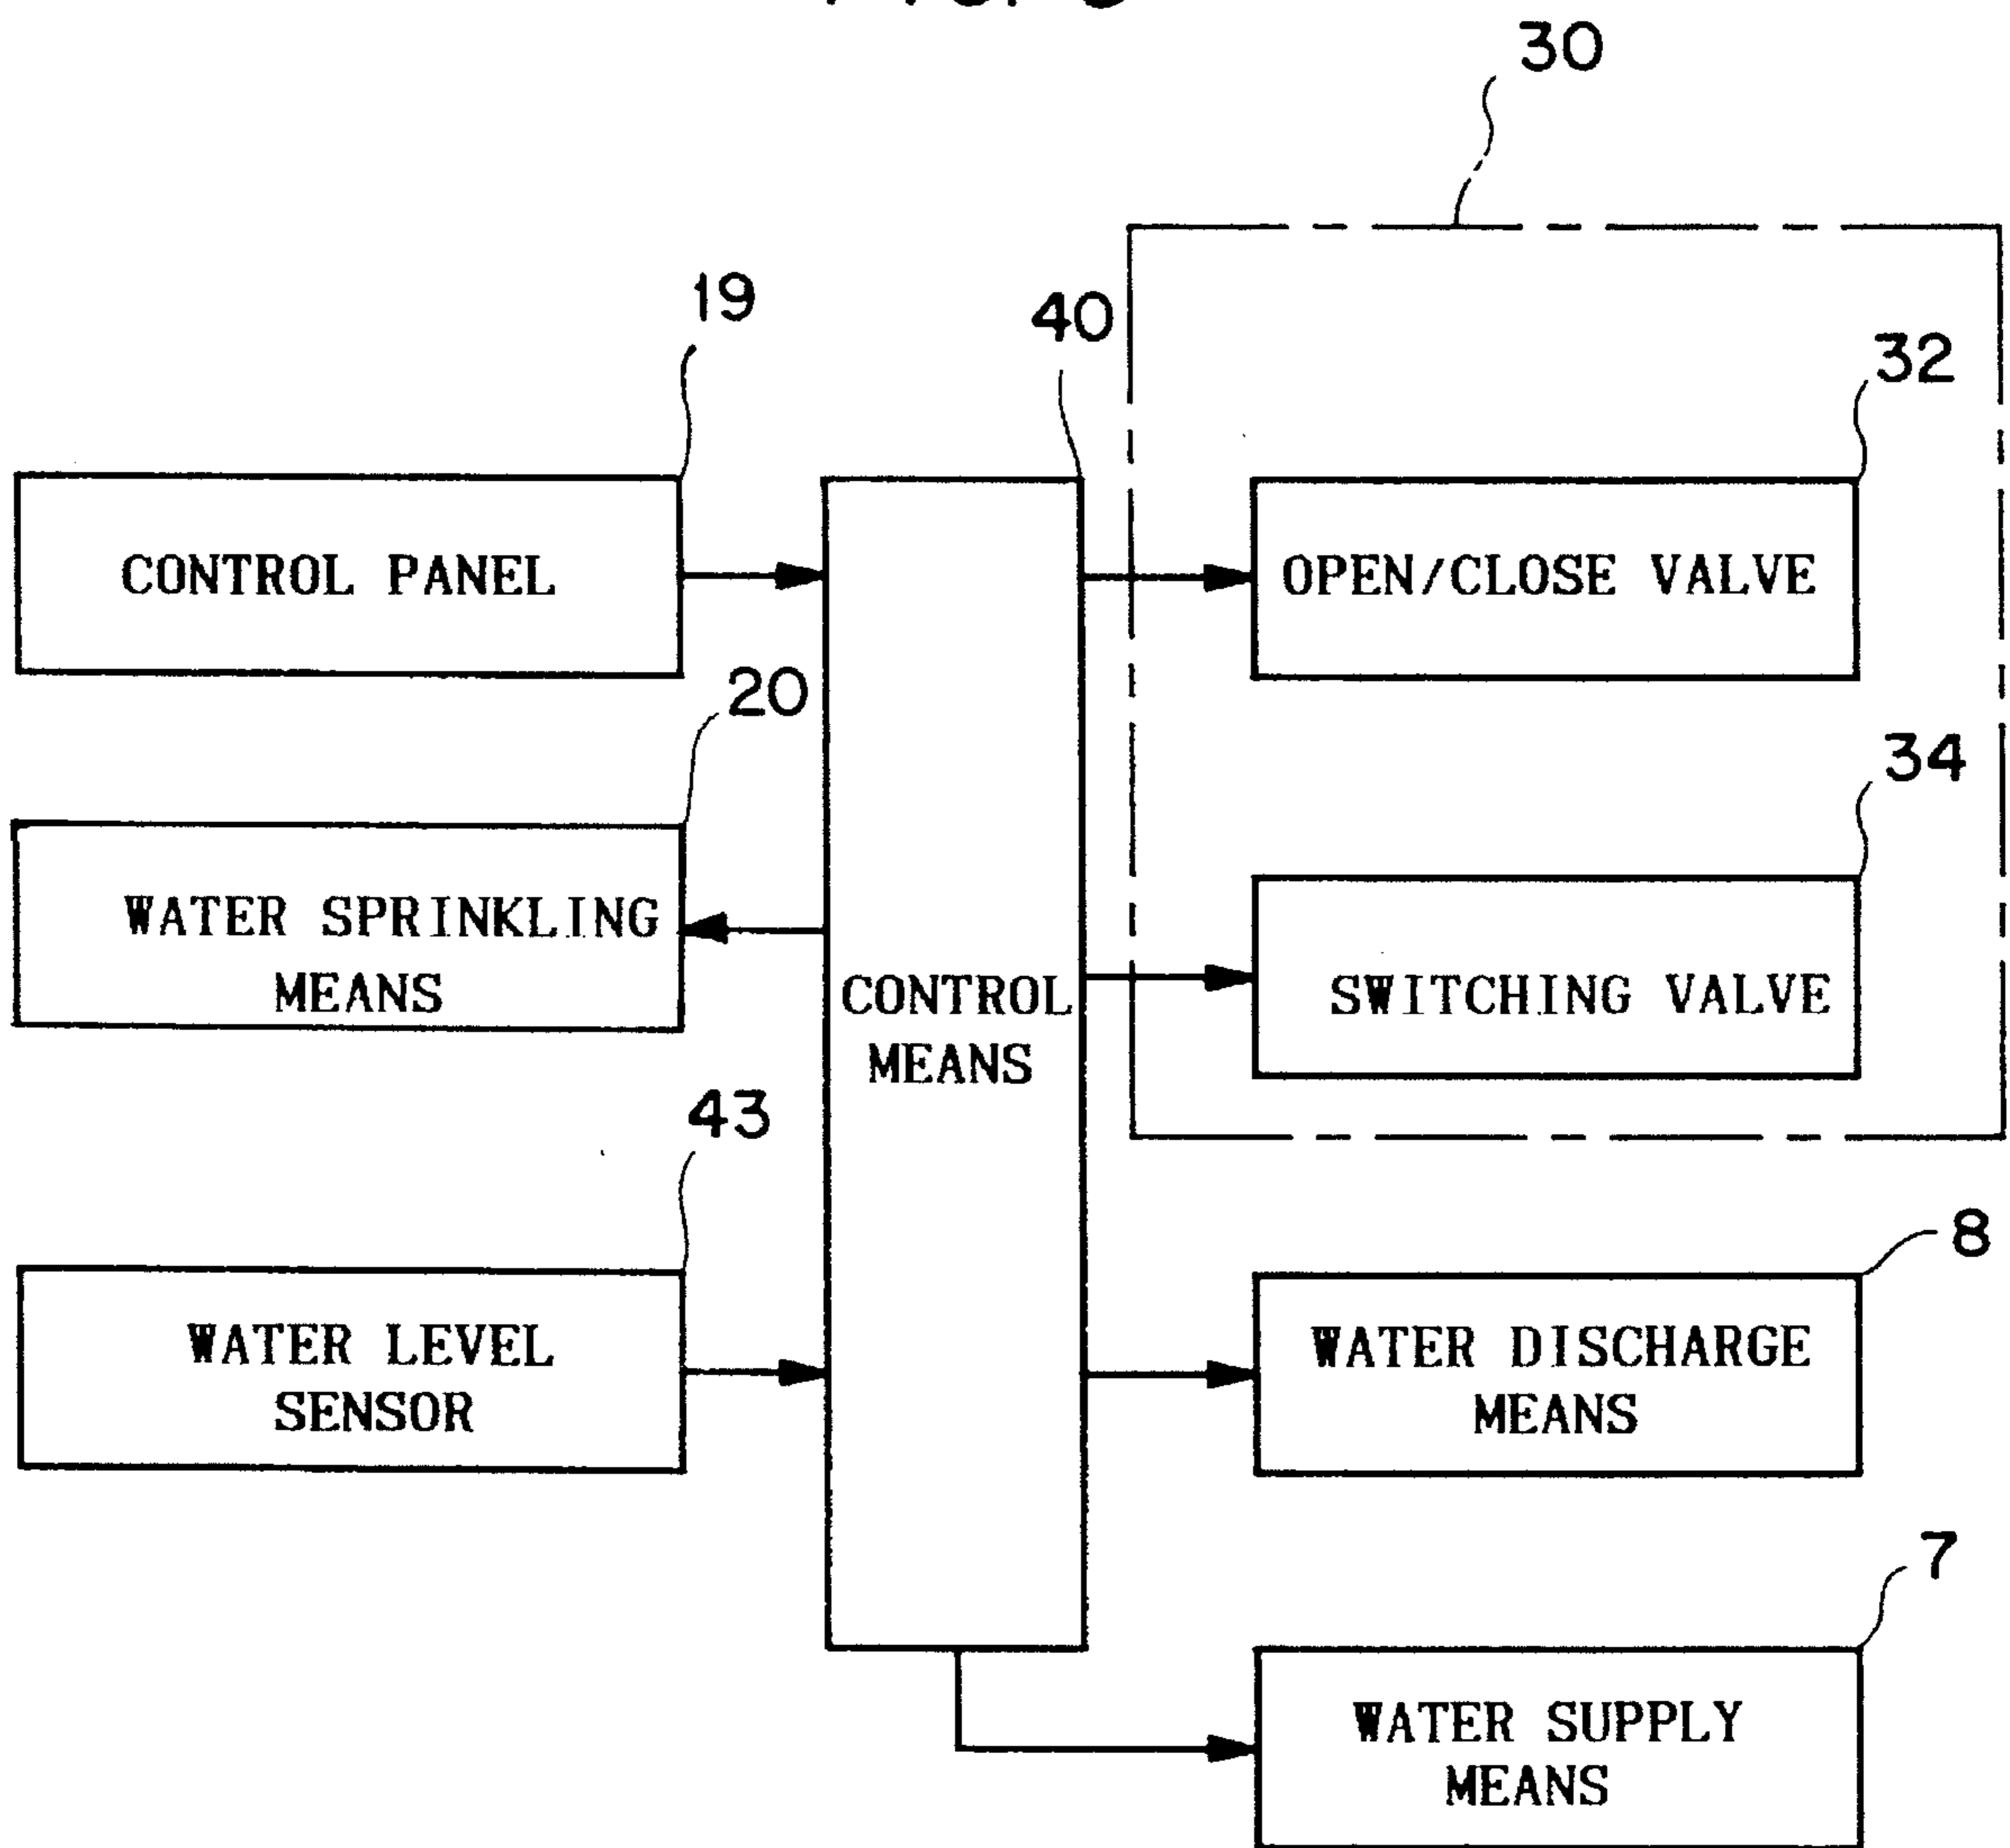 30
19
40
32
CONTROL PANEL
OPEN/CLOSE VALVE
20
34
WATER SPRINKLING
MEANS
CONTROL
MEANS
SWITCHING VALVE
43
8
WATER LEVEL
SENSOR
WATER DISCHARGE
MEANS
7
WATER SUPPLY
MEANS